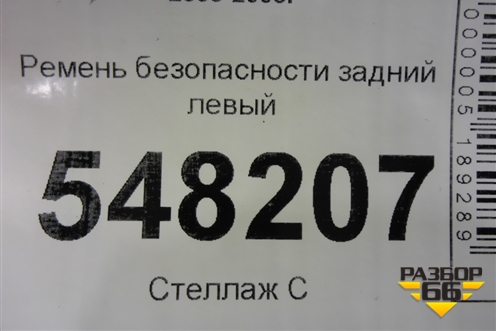 Ремень безопасности задний
левый
548207
Стеллаж С
0000005189289
РАЗБОР
66